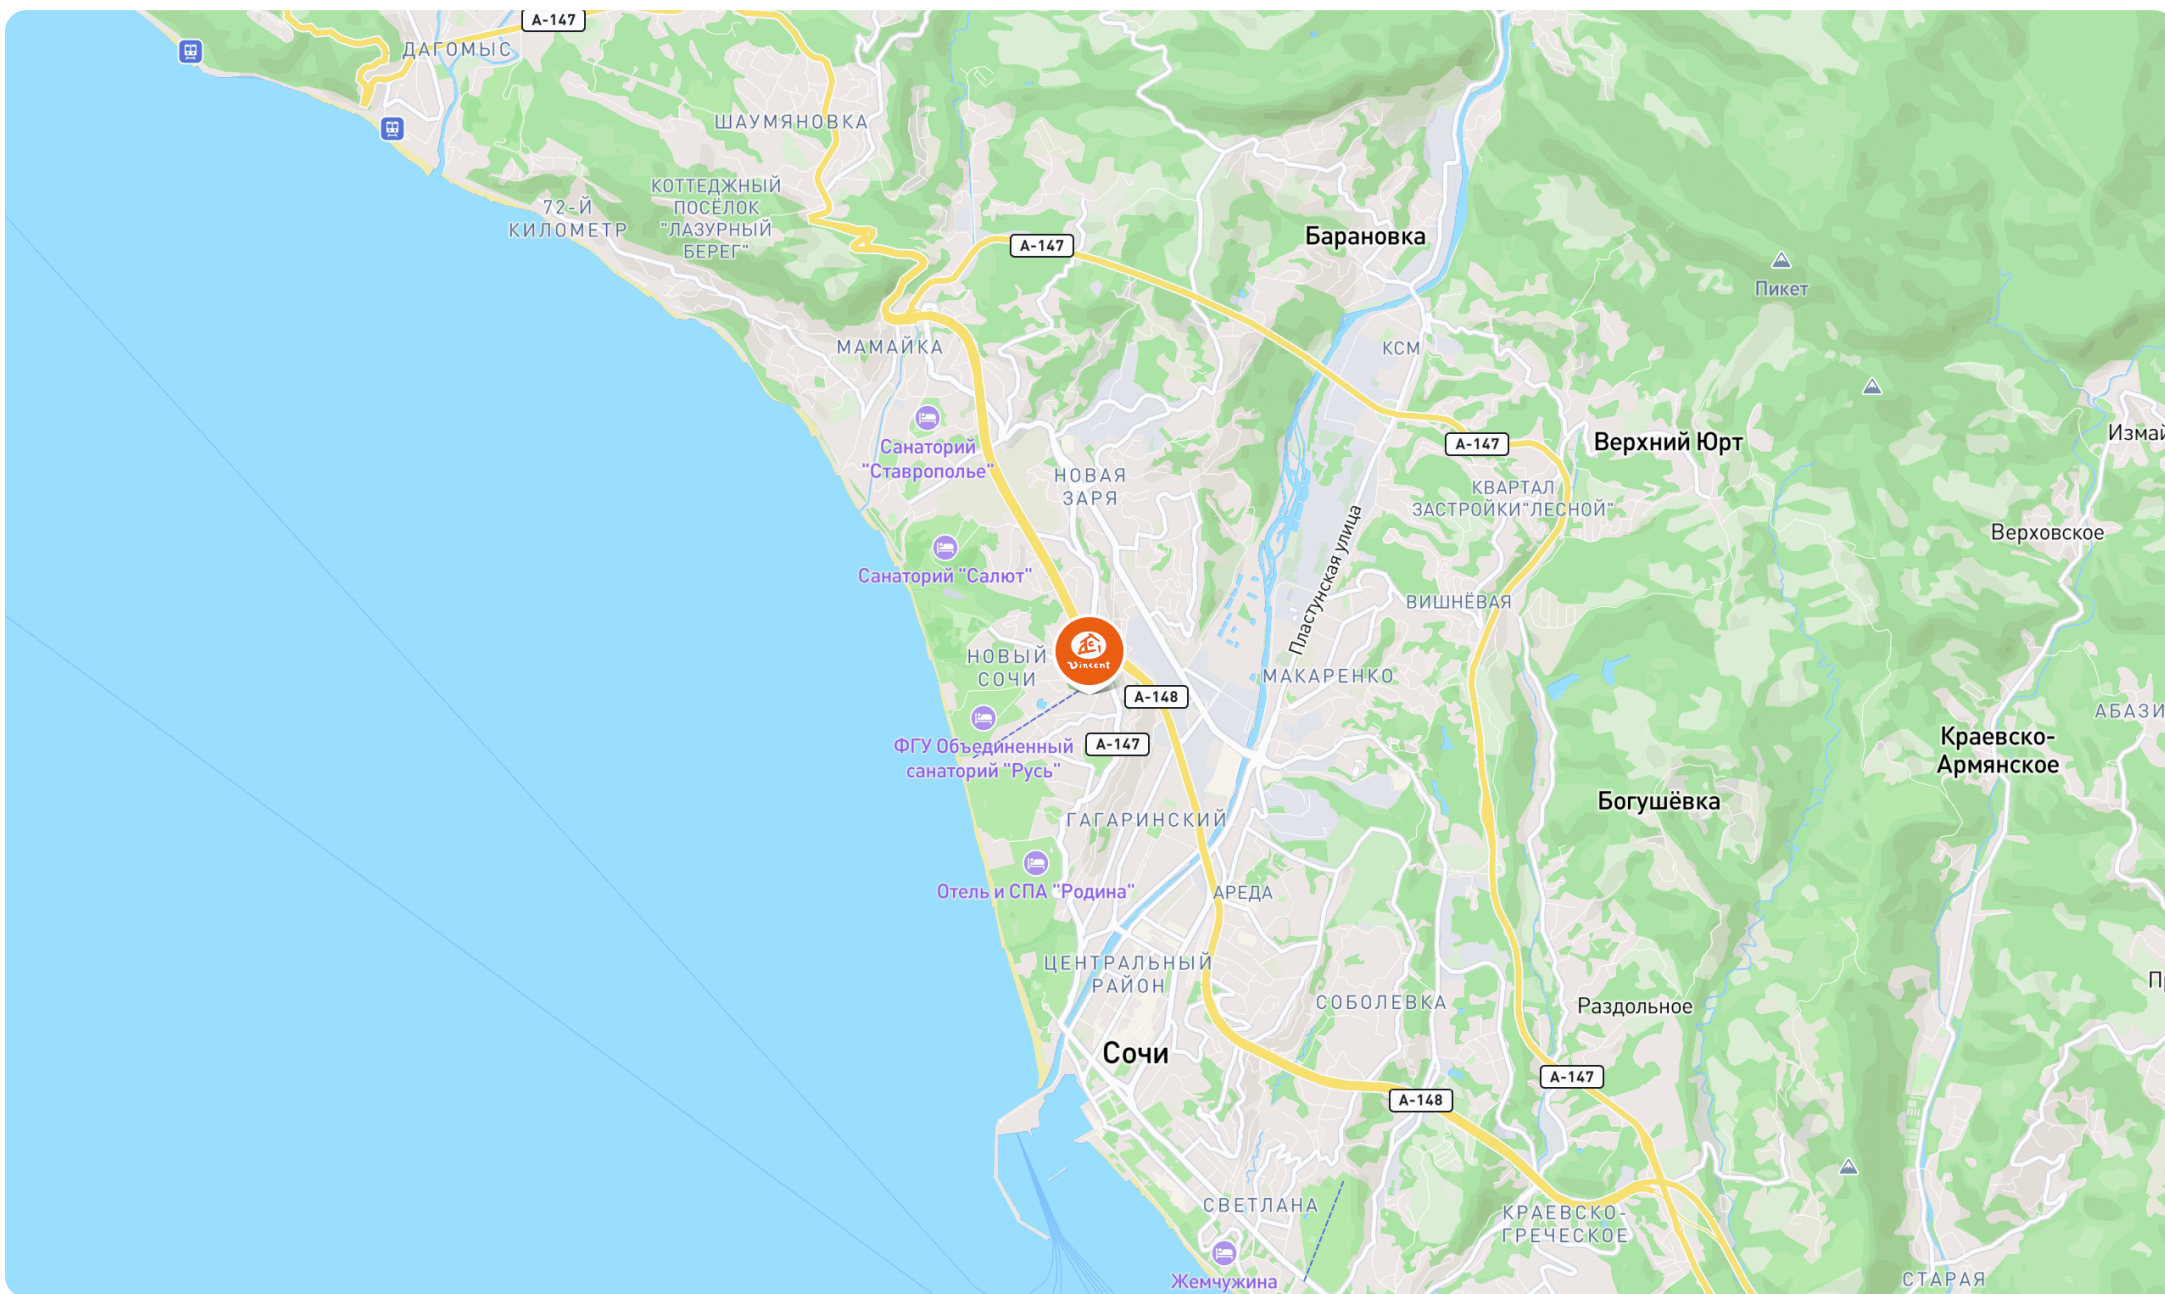 А-147
ДАГОМЫС
ШАУМЯНОВКА
КОТТЕДЖНЫЙ
ПОСЁЛОК
"ЛАЗУРНЫЙ
БЕРЕГ"
72-Й
КИЛОМЕТР
А-147
Барановка
Пикет
МАМАЙКА
КСМ
Санаторий
"Ставрополье"
А-147
Верхний Юрт
Измай
НОВАЯ
ЗАРЯ
КВАРТАЛ
ЗАСТРОЙКИ"ЛЕСНОЙ"
Пластунская улица
Верховское
Санаторий "Салют"
ВИШНЁВАЯ
НОВЫЙ
СОЧИ
Vincent
МАКАРЕНКО
А-148
АБАЗИ
ФГУ Объединенный
санаторий "Русь"
А-147
Краевско-
Армянское
Богушёвка
ГАГАРИНСКИЙ
Отель и СПА "Родина"
АРЕДА
ЦЕНТРАЛЬНЫЙ
РАЙОН
СОБОЛЕВКА
Раздольное
Пр
Сочи
А-147
А-148
СВЕТЛАНА
КРАЕВСКО-
ГРЕЧЕСКОЕ
Жемчужина
СТАРАЯ